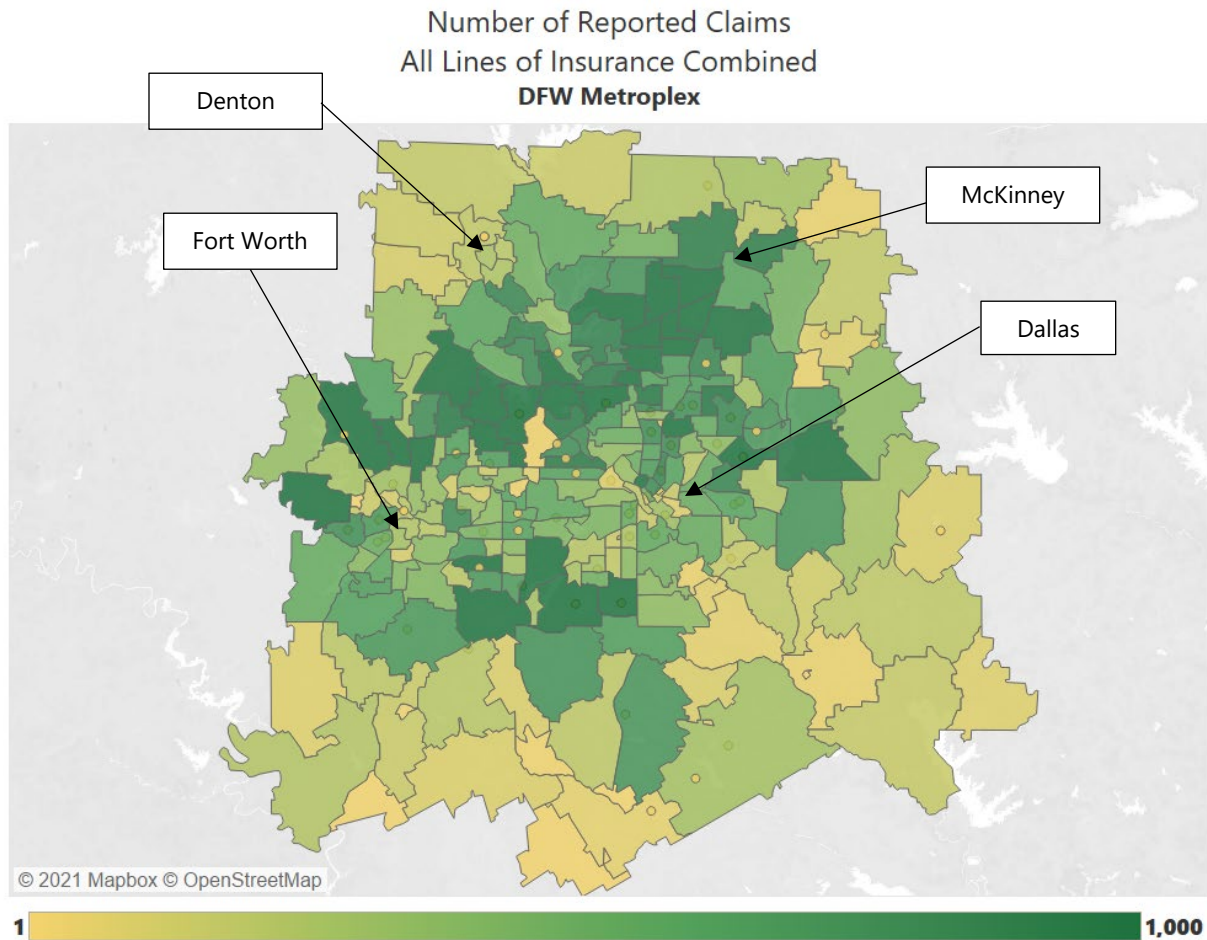 Number of Reported Claims
All Lines of Insurance Combined
DFW Metroplex
Denton
McKinney
Fort Worth
Dallas
© 2021 Mapbox © OpenStreetMap
1
1,000